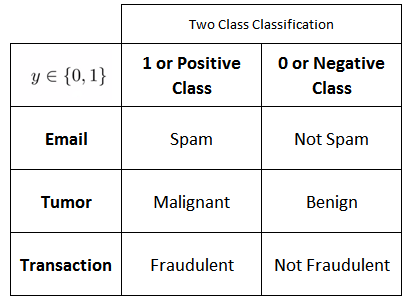 Two Class Classification
y ∈ {0, 1}
1 or Positive
Class
0 or Negative
Class
Email
Spam
Not Spam
Tumor
Malignant
Benign
Transaction
Fraudulent
Not Fraudulent